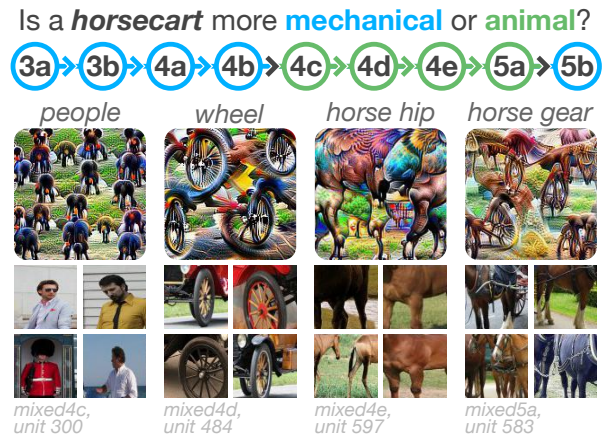 Is a horsecart more mechanical or animal?
3a 3b 4a 4b 4c 4d 4e 5a 5b
people wheel horse hip horse gear
mixed4c, unit 300
mixed4d, unit 484
mixed4e, unit 597
mixed5a, unit 583